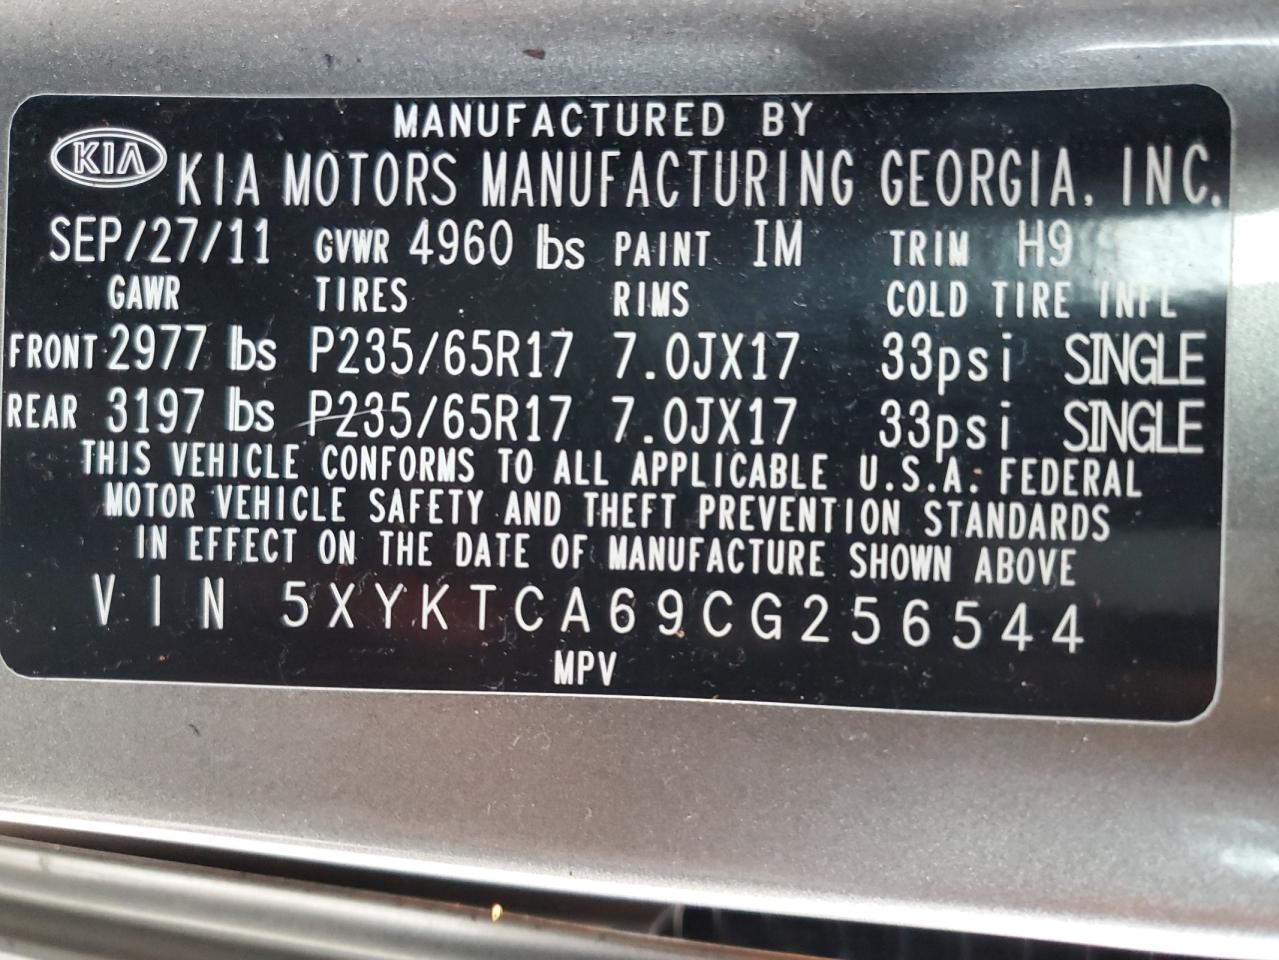 MANUFACTURED BY
KIA KIA MOTORS MANUFACTURING GEORGIA, INC.
SEP/27/11 GVWR 4960 lbs PAINT IM TRIM H9
GAWR TIRES RIMS COLD TIRE INFL
FRONT 2977 lbs P235/65R17 7.0JX17 33psi SINGLE
REAR 3197 lbs P235/65R17 7.0JX17 33psi SINGLE
THIS VEHICLE CONFORMS TO ALL APPLICABLE U.S.A. FEDERAL
MOTOR VEHICLE SAFETY AND THEFT PREVENTION STANDARDS
IN EFFECT ON THE DATE OF MANUFACTURE SHOWN ABOVE
VIN 5XYKTCA69CG256544
MPV